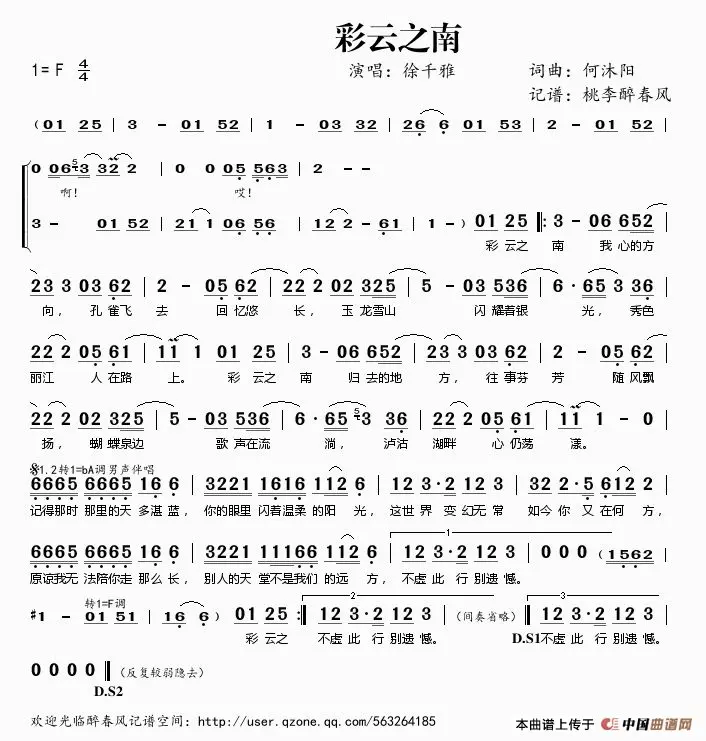 彩云之南
1= F 4/4 演唱：徐千雅 词曲：何沐阳
记谱：桃李醉春风
( 01 25 | 3 - 01 52 | 1 - 03 32 | 26 6 01 53 | 2 - 01 52 |
0 0653 32 2 | 0 0 05 563 | 2 - -
啊！ 哎！
3 - 01 52 | 21 1 06 56 | 12 2 - 61 | 1 - ) 01 25 ‖: 3 - 06 652 |
彩 云之 南 我 心的方
23 3 03 62 | 2 - 05 62 | 22 2 02 325 | 5 - 03 536 | 6 · 65 3 36 |
向， 孔 雀飞 去 回 忆悠 长， 玉 龙雪山 闪 耀着银 光， 秀色
22 2 05 61 | 11 1 01 25 | 3 - 06 652 | 23 3 03 62 | 2 - 05 62 |
丽江 人 在路 上。 彩 云之 南 归 去的地 方， 往 事芬 芳 随 风飘
22 2 02 325 | 5 - 03 536 | 6 · 65 5 3 36 | 22 2 05 61 | 11 1 - 0 |
扬， 蝴 蝶泉边 歌 声在流 淌， 泸沽 湖畔 心 仍荡 漾。
𝄋1.2转1=bA调男声伴唱
6665 6665 16 6 | 3221 1616 112 6 | 12 3 2 12 3 | 32 2·5 612 2 |
记得那时 那里的天 多湛 蓝， 你的眼里 闪着温柔 的阳 光， 这世 界 变 幻无 常 如今 你 又 在何 方，
6665 6665 16 6 | 3221 11166 112 6 | 1 12 3·2 12 3 | 0 0 0 (1562 |
原谅我无 法陪你走 那么 长， 别人的天 堂不是我们 的远 方， 不虚 此 行 别遗 憾。
转1=F调
#1 - 01 51 | 16 6 ) 01 25 :‖ 2 12 3·2 12 3 | (间奏省略) ‖ 3 12 3·2 12 3 |
彩 云之 不虚 此 行 别遗 憾。 D.S1不虚 此 行 别遗 憾。
0 0 0 0 ‖ (反复较弱隐去)
D.S2
欢迎光临醉春风记谱空间：http://user.qzone.qq.com/563264185 本曲谱上传于 中国曲谱网